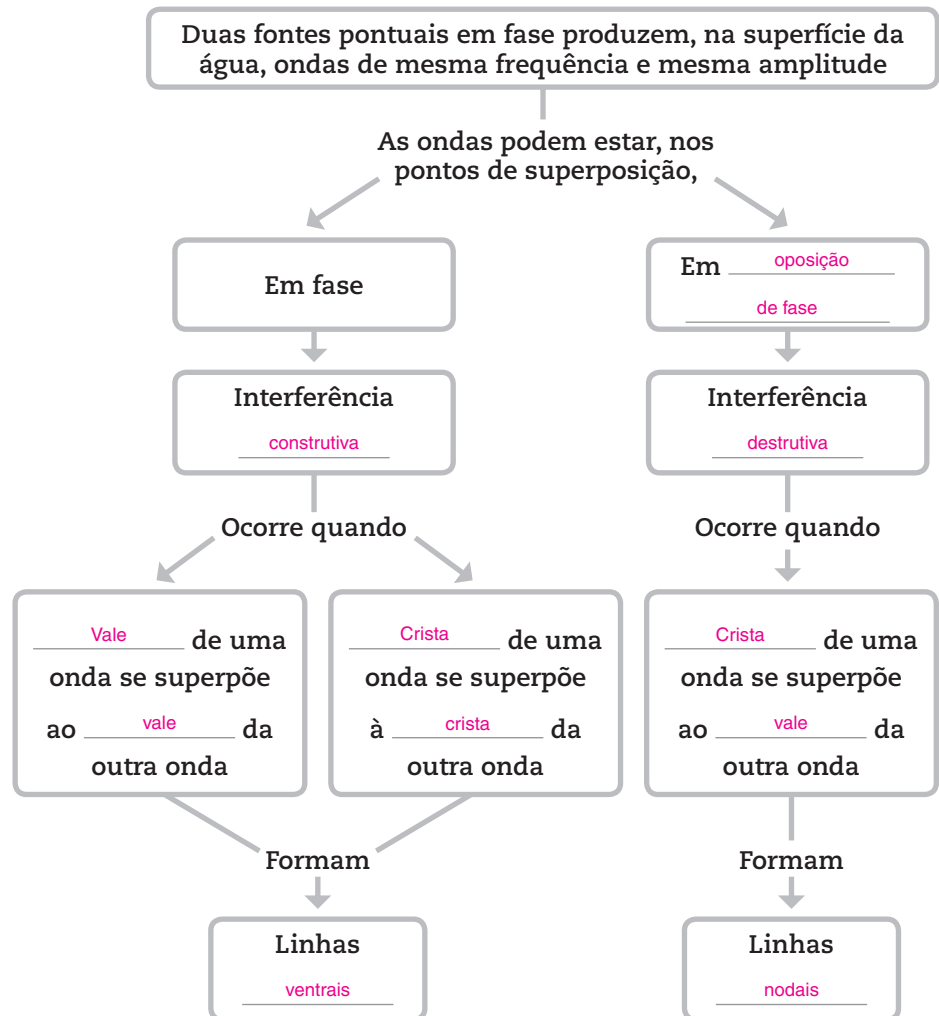 Duas fontes pontuais em fase produzem, na superfície da
água, ondas de mesma frequência e mesma amplitude
As ondas podem estar, nos
pontos de superposição,
Em fase
Em oposição
de fase
Interferência
construtiva
Interferência
destrutiva
Ocorre quando
Ocorre quando
Vale de uma
onda se superpõe
ao vale da
outra onda
Crista de uma
onda se superpõe
à crista da
outra onda
Crista de uma
onda se superpõe
ao vale da
outra onda
Formam
Formam
Linhas
ventrais
Linhas
nodais